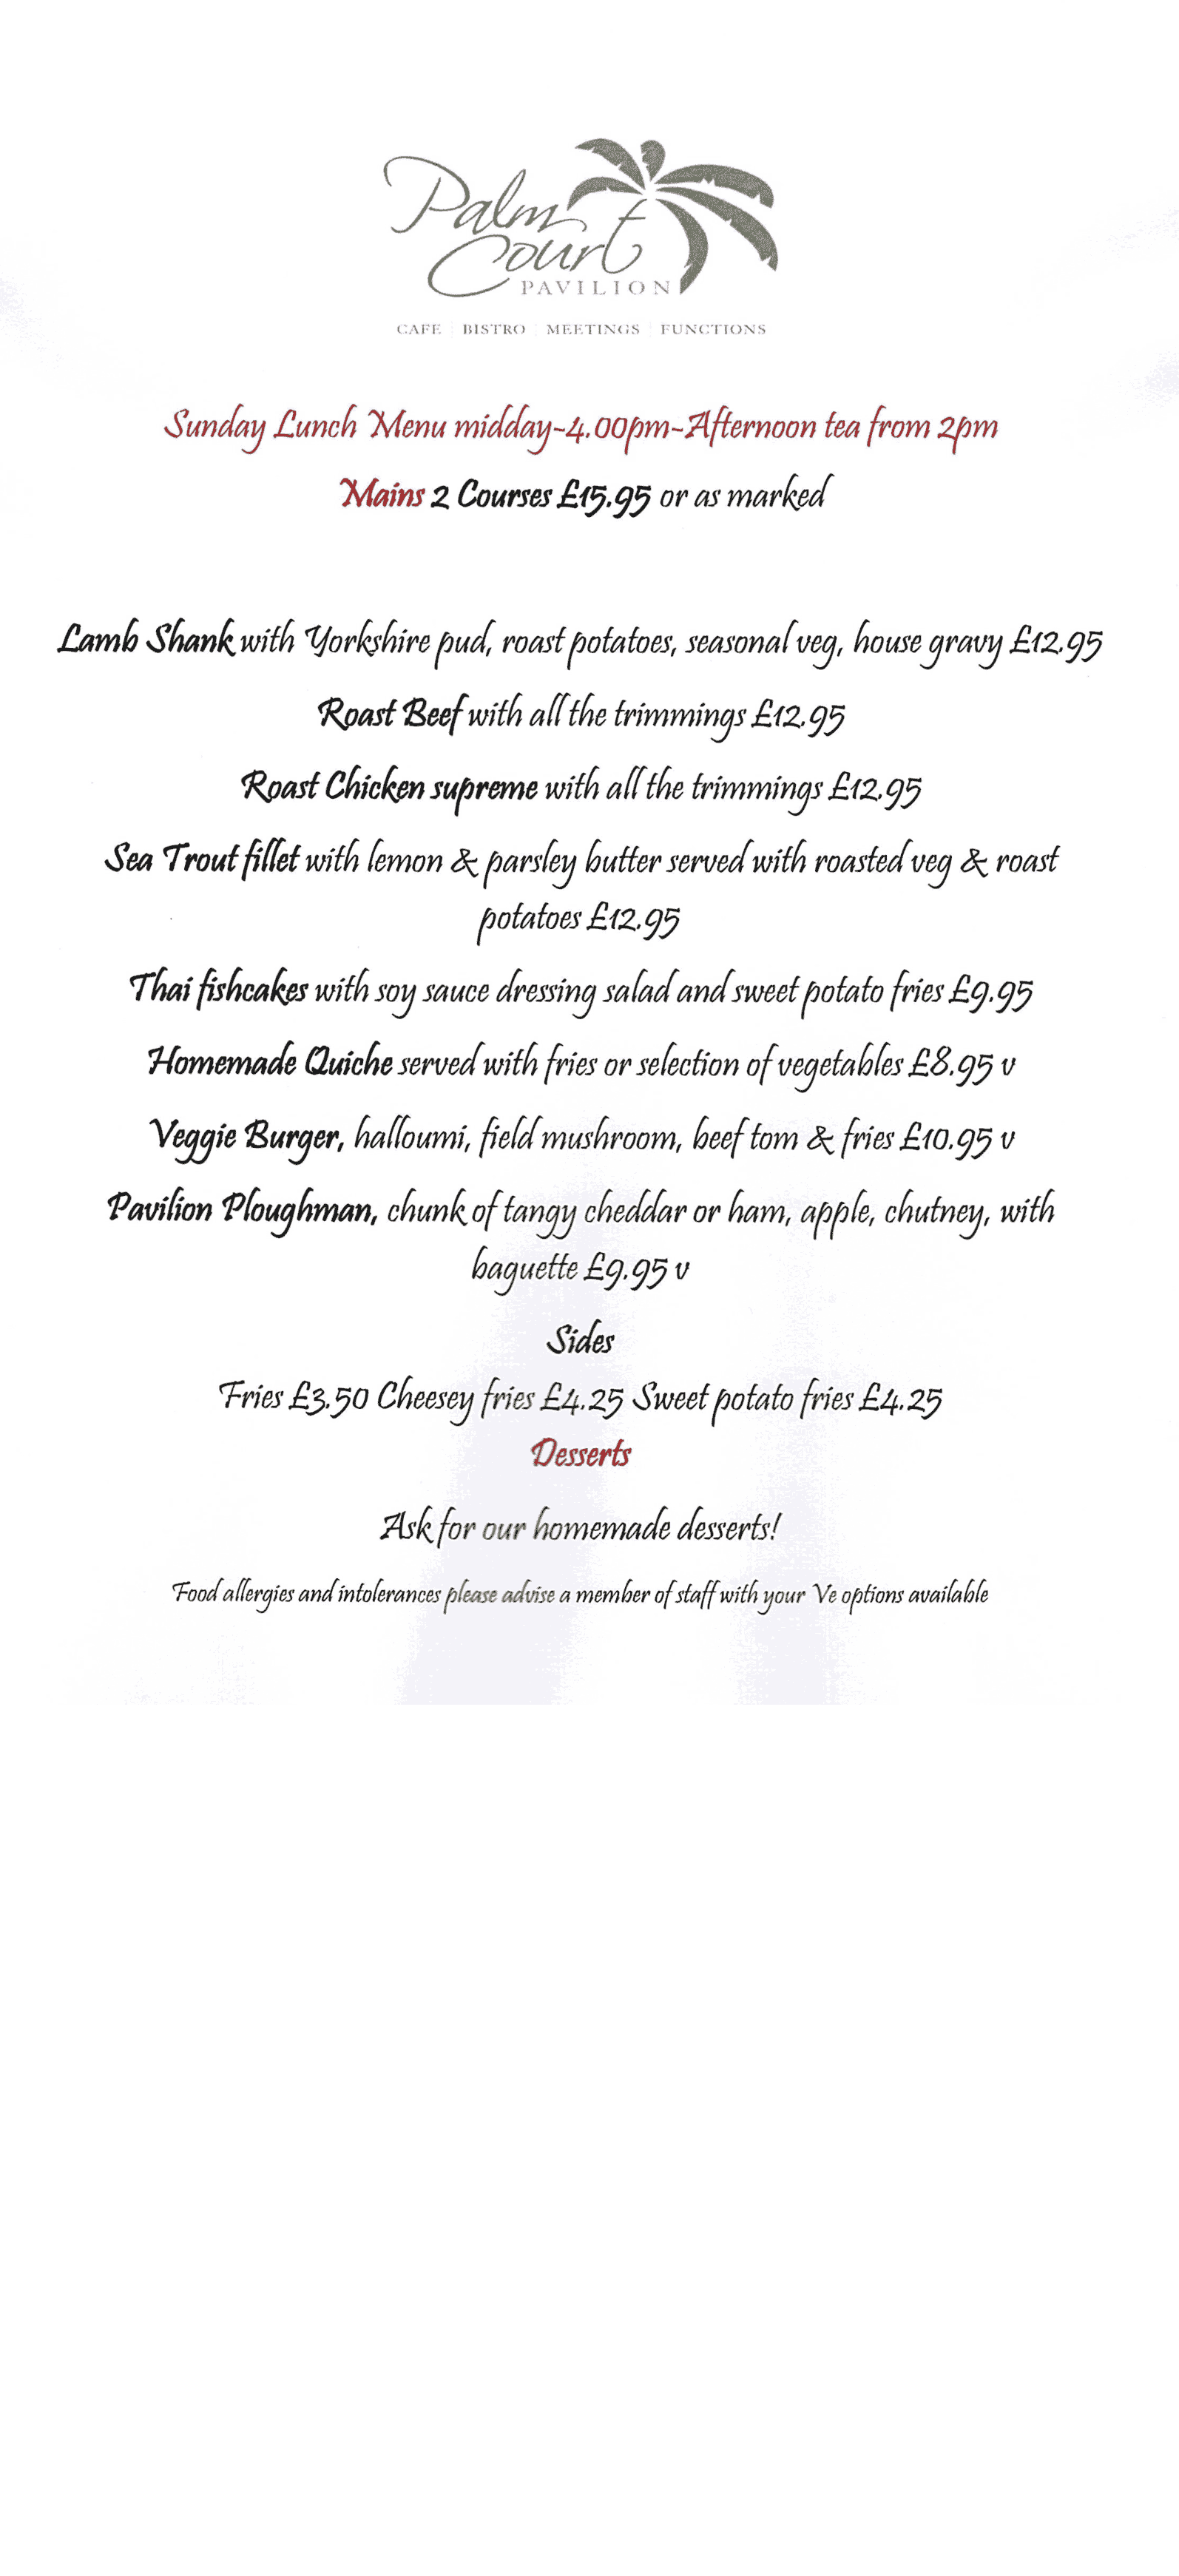 Palm
Court
PAVILION
CAFE | BISTRO | MEETINGS | FUNCTIONS
Sunday Lunch Menu midday-4.00pm-Afternoon tea from 2pm
Mains 2 Courses £15.95 or as marked
Lamb Shank with Yorkshire pud, roast potatoes, seasonal veg, house gravy £12.95
Roast Beef with all the trimmings £12.95
Roast Chicken supreme with all the trimmings £12.95
Sea Trout fillet with lemon & parsley butter served with roasted veg & roast
potatoes £12.95
Thai fishcakes with soy sauce dressing salad and sweet potato fries £9.95
Homemade Quiche served with fries or selection of vegetables £8.95 v
Veggie Burger, halloumi, field mushroom, beef tom & fries £10.95 v
Pavilion Ploughman, chunk of tangy cheddar or ham, apple, chutney, with
baguette £9.95 v
Sides
Fries £3.50 Cheesey fries £4.25 Sweet potato fries £4.25
Desserts
Ask for our homemade desserts!
Food allergies and intolerances please advise a member of staff with your Ve options available